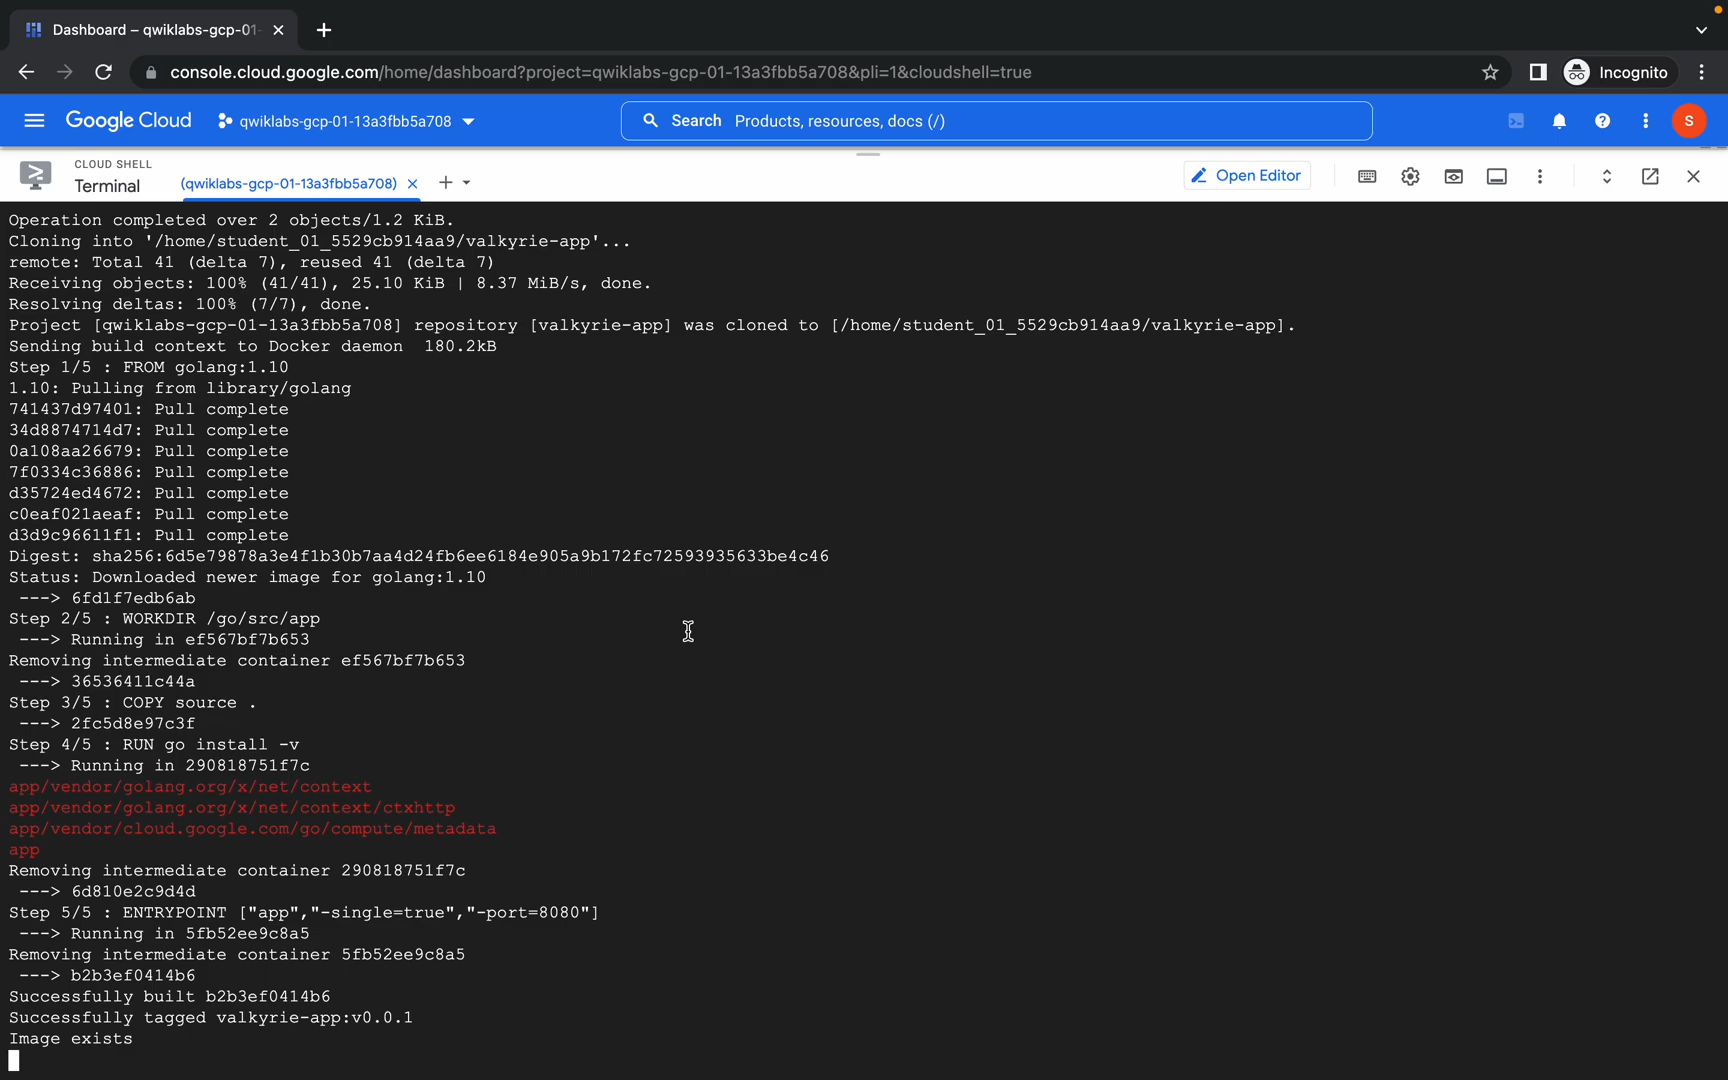 Dashboard – qwiklabs-gcp-01-
console.cloud.google.com/home/dashboard?project=qwiklabs-gcp-01-13a3fbb5a708&pli=1&cloudshell=true
Incognito
Google Cloud
qwiklabs-gcp-01-13a3fbb5a708
Search Products, resources, docs (/)
S
CLOUD SHELL
Terminal
(qwiklabs-gcp-01-13a3fbb5a708)
Open Editor
Operation completed over 2 objects/1.2 KiB.
Cloning into '/home/student_01_5529cb914aa9/valkyrie-app'...
remote: Total 41 (delta 7), reused 41 (delta 7)
Receiving objects: 100% (41/41), 25.10 KiB | 8.37 MiB/s, done.
Resolving deltas: 100% (7/7), done.
Project [qwiklabs-gcp-01-13a3fbb5a708] repository [valkyrie-app] was cloned to [/home/student_01_5529cb914aa9/valkyrie-app].
Sending build context to Docker daemon  180.2kB
Step 1/5 : FROM golang:1.10
1.10: Pulling from library/golang
741437d97401: Pull complete
34d8874714d7: Pull complete
0a108aa26679: Pull complete
7f0334c36886: Pull complete
d35724ed4672: Pull complete
c0eaf021aeaf: Pull complete
d3d9c96611f1: Pull complete
Digest: sha256:6d5e79878a3e4f1b30b7aa4d24fb6ee6184e905a9b172fc72593935633be4c46
Status: Downloaded newer image for golang:1.10
 ---> 6fd1f7edb6ab
Step 2/5 : WORKDIR /go/src/app
 ---> Running in ef567bf7b653
Removing intermediate container ef567bf7b653
 ---> 36536411c44a
Step 3/5 : COPY source .
 ---> 2fc5d8e97c3f
Step 4/5 : RUN go install -v
 ---> Running in 290818751f7c
app/vendor/golang.org/x/net/context
app/vendor/golang.org/x/net/context/ctxhttp
app/vendor/cloud.google.com/go/compute/metadata
app
Removing intermediate container 290818751f7c
 ---> 6d810e2c9d4d
Step 5/5 : ENTRYPOINT ["app","-single=true","-port=8080"]
 ---> Running in 5fb52ee9c8a5
Removing intermediate container 5fb52ee9c8a5
 ---> b2b3ef0414b6
Successfully built b2b3ef0414b6
Successfully tagged valkyrie-app:v0.0.1
Image exists